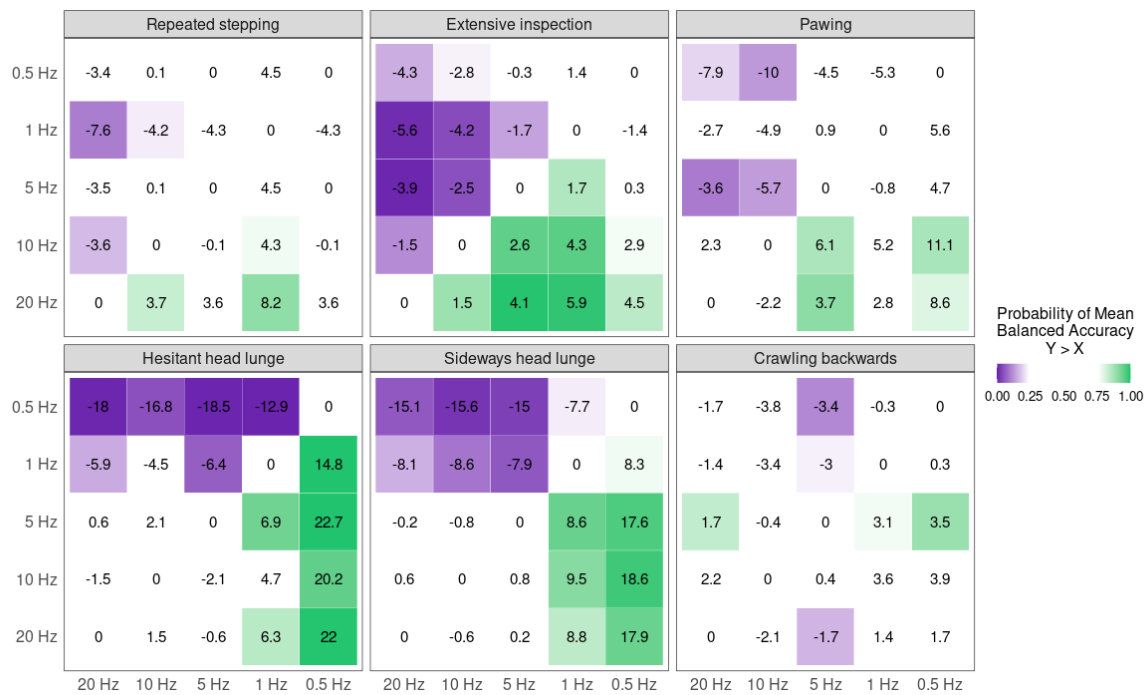 Repeated stepping Extensive inspection Pawing
0.5 Hz -3.4 0.1 0 4.5 0 -4.3 -2.8 -0.3 1.4 0 -7.9 -10 -4.5 -5.3 0
1 Hz -7.6 -4.2 -4.3 0 -4.3 -5.6 -4.2 -1.7 0 -1.4 -2.7 -4.9 0.9 0 5.6
5 Hz -3.5 0.1 0 4.5 0 -3.9 -2.5 0 1.7 0.3 -3.6 -5.7 0 -0.8 4.7
10 Hz -3.6 0 -0.1 4.3 -0.1 -1.5 0 2.6 4.3 2.9 2.3 0 6.1 5.2 11.1
20 Hz 0 3.7 3.6 8.2 3.6 0 1.5 4.1 5.9 4.5 0 -2.2 3.7 2.8 8.6
Hesitant head lunge Sideways head lunge Crawling backwards
0.5 Hz -18 -16.8 -18.5 -12.9 0 -15.1 -15.6 -15 -7.7 0 -1.7 -3.8 -3.4 -0.3 0
1 Hz -5.9 -4.5 -6.4 0 14.8 -8.1 -8.6 -7.9 0 8.3 -1.4 -3.4 -3 0 0.3
5 Hz 0.6 2.1 0 6.9 22.7 -0.2 -0.8 0 8.6 17.6 1.7 -0.4 0 3.1 3.5
10 Hz -1.5 0 -2.1 4.7 20.2 0.6 0 0.8 9.5 18.6 2.2 0 0.4 3.6 3.9
20 Hz 0 1.5 -0.6 6.3 22 0 -0.6 0.2 8.8 17.9 0 -2.1 -1.7 1.4 1.7
20 Hz 10 Hz 5 Hz 1 Hz 0.5 Hz 20 Hz 10 Hz 5 Hz 1 Hz 0.5 Hz 20 Hz 10 Hz 5 Hz 1 Hz 0.5 Hz
Probability of Mean
Balanced Accuracy
Y > X
0.00 0.25 0.50 0.75 1.00